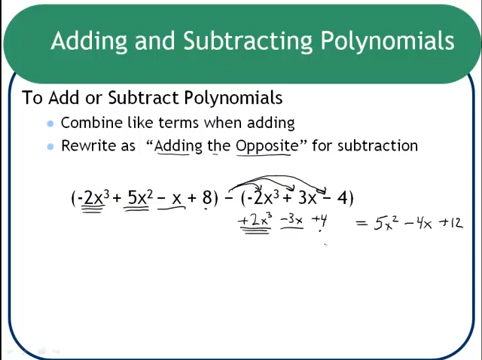 Adding and Subtracting Polynomials
To Add or Subtract Polynomials
Combine like terms when adding
Rewrite as “Adding the Opposite” for subtraction
(-2x³ + 5x² − x + 8) − (-2x³ + 3x − 4)
+2x³ −3x +4 = 5x² −4x +12